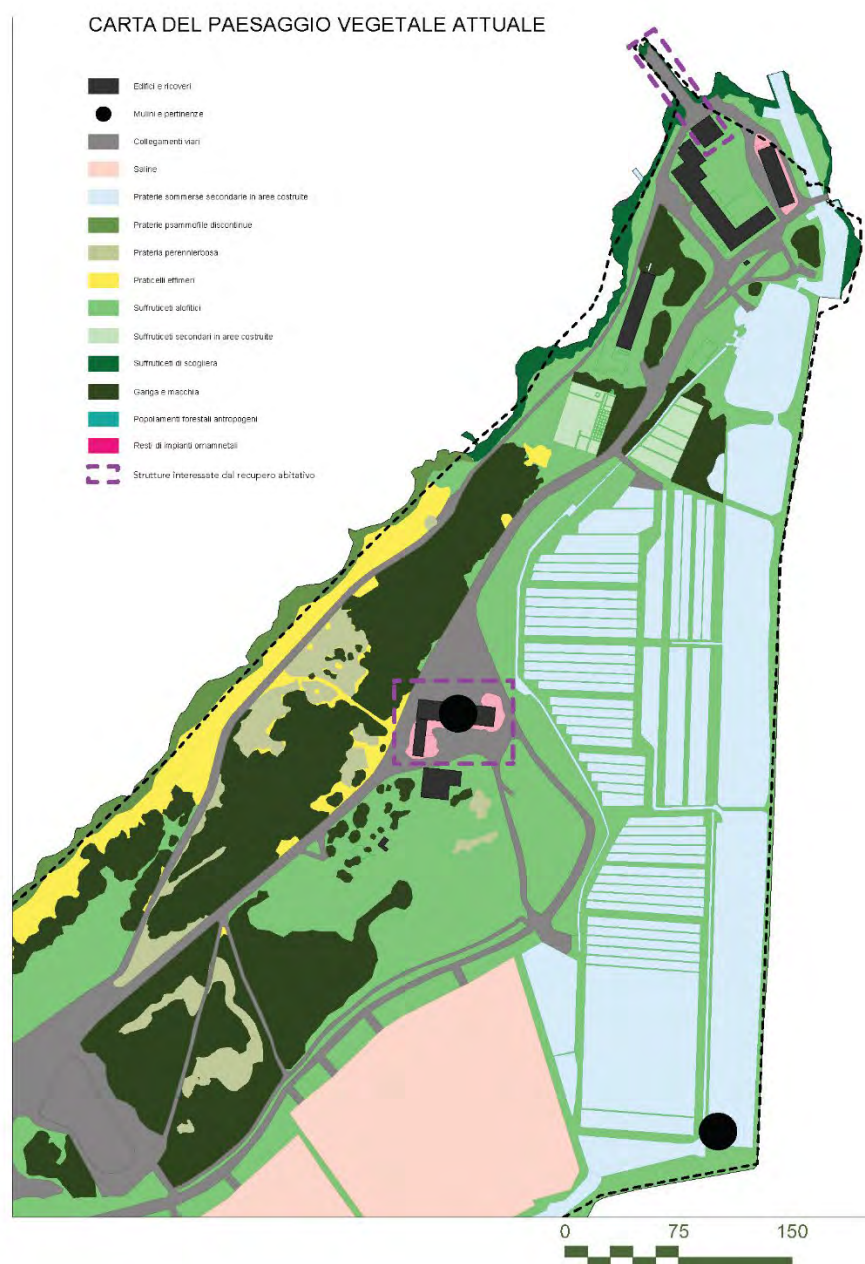 CARTA DEL PAESAGGIO VEGETALE ATTUALE
Edifici e ricoveri
Mulini e pertinenze
Collegamenti viari
Saline
Praterie sommerse secondarie in aree costruite
Praterie psammofile discontinue
Prateria perennierbosa
Praticelli effimeri
Suffruticeti alofitici
Suffruticeti secondari in aree costruite
Suffruticeti di scogliera
Gariga e macchia
Popolamenti forestali antropogeni
Resti di impianti ornamnetali
Strutture interessate dal recupero abitativo
0 75 150